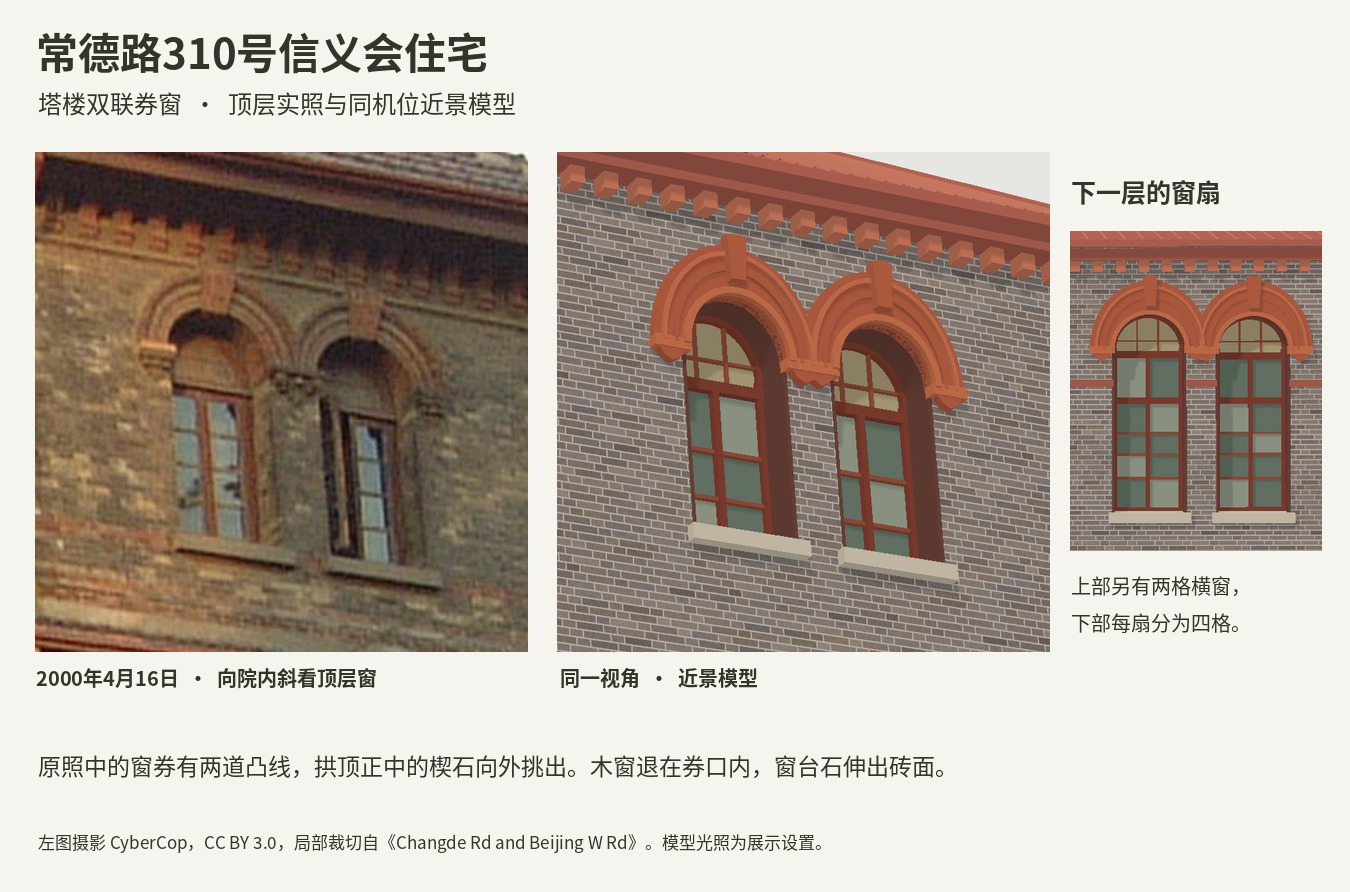 常德路310号信义会住宅
塔楼双联券窗 · 顶层实照与同机位近景模型
下一层的窗扇
上部另有两格横窗，
下部每扇分为四格。
2000年4月16日 · 向院内斜看顶层窗
同一视角 · 近景模型
原照中的窗券有两道凸线，拱顶正中的楔石向外挑出。木窗退在券口内，窗台石伸出砖面。
左图摄影 CyberCop，CC BY 3.0，局部裁切自《Changde Rd and Beijing W Rd》。模型光照为展示设置。